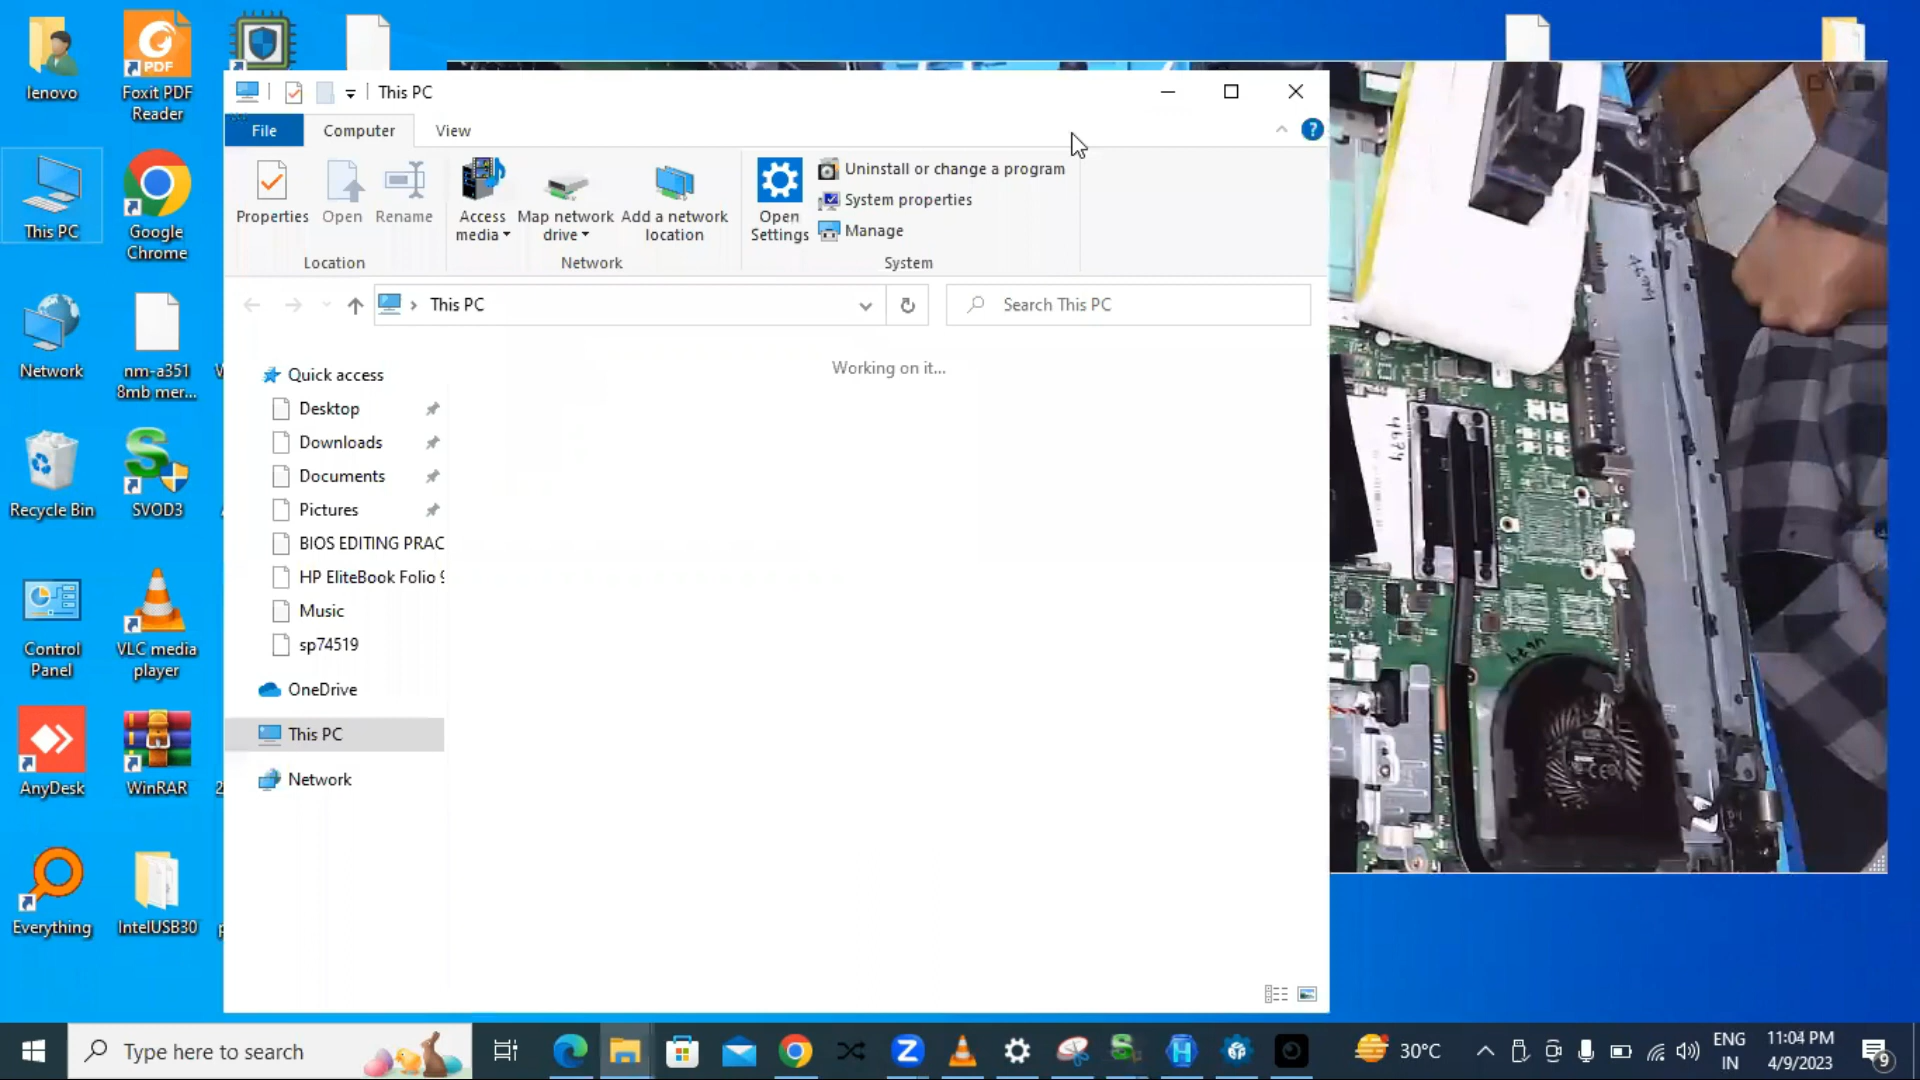 lenovo
Foxit PDF
Reader
This PC
Google
Chrome
Network
nm-a351
8mb mer...
Recycle Bin
SVOD3
Control
Panel
VLC media
player
AnyDesk
WinRAR
Everything
IntelUSB30
This PC
File
Computer
View
Properties
Open
Rename
Access
media
Map network
drive
Add a network
location
Open
Settings
Uninstall or change a program
System properties
Manage
Location
Network
System
This PC
Search This PC
Working on it...
Quick access
Desktop
Downloads
Documents
Pictures
BIOS EDITING PRAC
HP EliteBook Folio 9
Music
sp74519
OneDrive
This PC
Network
Type here to search
30°C
ENG
IN
11:04 PM
4/9/2023
9